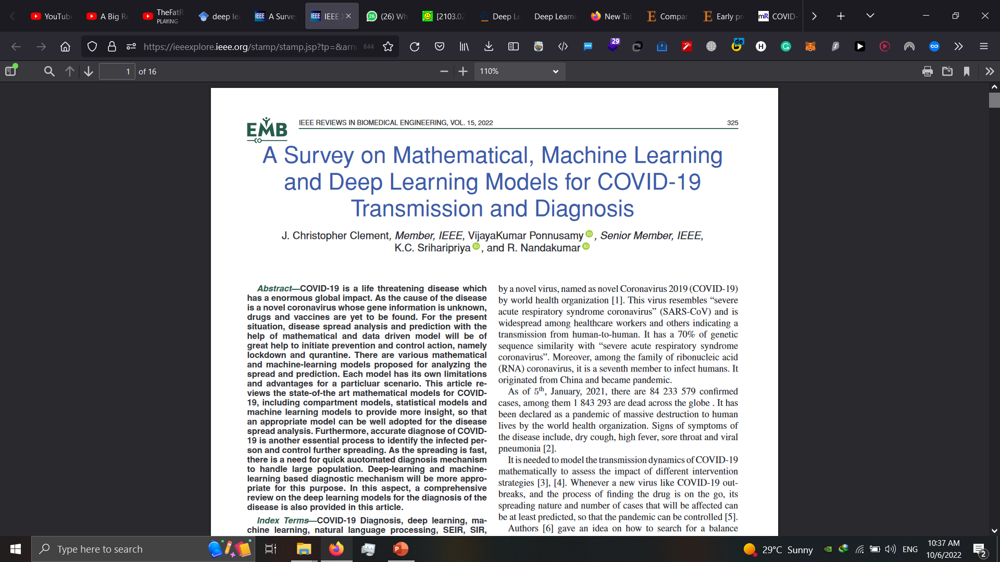 YouTube
A Big Re
TheFatR
PLAYING
deep le
A Surve
IEEE
(26) Wh
[2103.02
Deep Le
Deep Learni
New Tab
Compar
Early pr
COVID-
https://ieeexplore.ieee.org/stamp/stamp.jsp?tp=&arnu
644
29
de
1 of 16
110%
EMB
IEEE REVIEWS IN BIOMEDICAL ENGINEERING, VOL. 15, 2022 325
A Survey on Mathematical, Machine Learning
and Deep Learning Models for COVID-19
Transmission and Diagnosis
J. Christopher Clement, Member, IEEE, VijayaKumar Ponnusamy, Senior Member, IEEE,
K.C. Sriharipriya, and R. Nandakumar
Abstract—COVID-19 is a life threatening disease which
has a enormous global impact. As the cause of the disease
is a novel coronavirus whose gene information is unknown,
drugs and vaccines are yet to be found. For the present
situation, disease spread analysis and prediction with the
help of mathematical and data driven model will be of
great help to initiate prevention and control action, namely
lockdown and qurantine. There are various mathematical
and machine-learning models proposed for analyzing the
spread and prediction. Each model has its own limitations
and advantages for a particluar scenario. This article re-
views the state-of-the art mathematical models for COVID-
19, including compartment models, statistical models and
machine learning models to provide more insight, so that
an appropriate model can be well adopted for the disease
spread analysis. Furthermore, accurate diagnose of COVID-
19 is another essential process to identify the infected per-
son and control further spreading. As the spreading is fast,
there is a need for quick auotomated diagnosis mechanism
to handle large population. Deep-learning and machine-
learning based diagnostic mechanism will be more appro-
priate for this purpose. In this aspect, a comprehensive
review on the deep learning models for the diagnosis of the
disease is also provided in this article.
Index Terms—COVID-19 Diagnosis, deep learning, ma-
chine learning, natural language processing, SEIR, SIR,
by a novel virus, named as novel Coronavirus 2019 (COVID-19)
by world health organization [1]. This virus resembles “severe
acute respiratory syndrome coronavirus” (SARS-CoV) and is
widespread among healthcare workers and others indicating a
transmission from human-to-human. It has a 70% of genetic
sequence similarity with “severe acute respiratory syndrome
coronavirus”. Moreover, among the family of ribonucleic acid
(RNA) coronavirus, it is a seventh member to infect humans. It
originated from China and became pandemic.
As of 5th, January, 2021, there are 84 233 579 confirmed
cases, among them 1 843 293 are dead across the globe . It has
been declared as a pandemic of massive destruction to human
lives by the world health organization. Signs of symptoms of
the disease include, dry cough, high fever, sore throat and viral
pneumonia [2].
It is needed to model the transmission dynamics of COVID-19
mathematically to assess the impact of different intervention
strategies [3], [4]. Whenever a new virus like COVID-19 out-
breaks, and the process of finding the drug is on the go, its
spreading nature and number of cases that will be affected can
be at least predicted, so that the pandemic can be controlled [5].
Authors [6] gave an idea on how to search for a balance
Type here to search
29°C Sunny
ENG
10:37 AM
10/6/2022
2